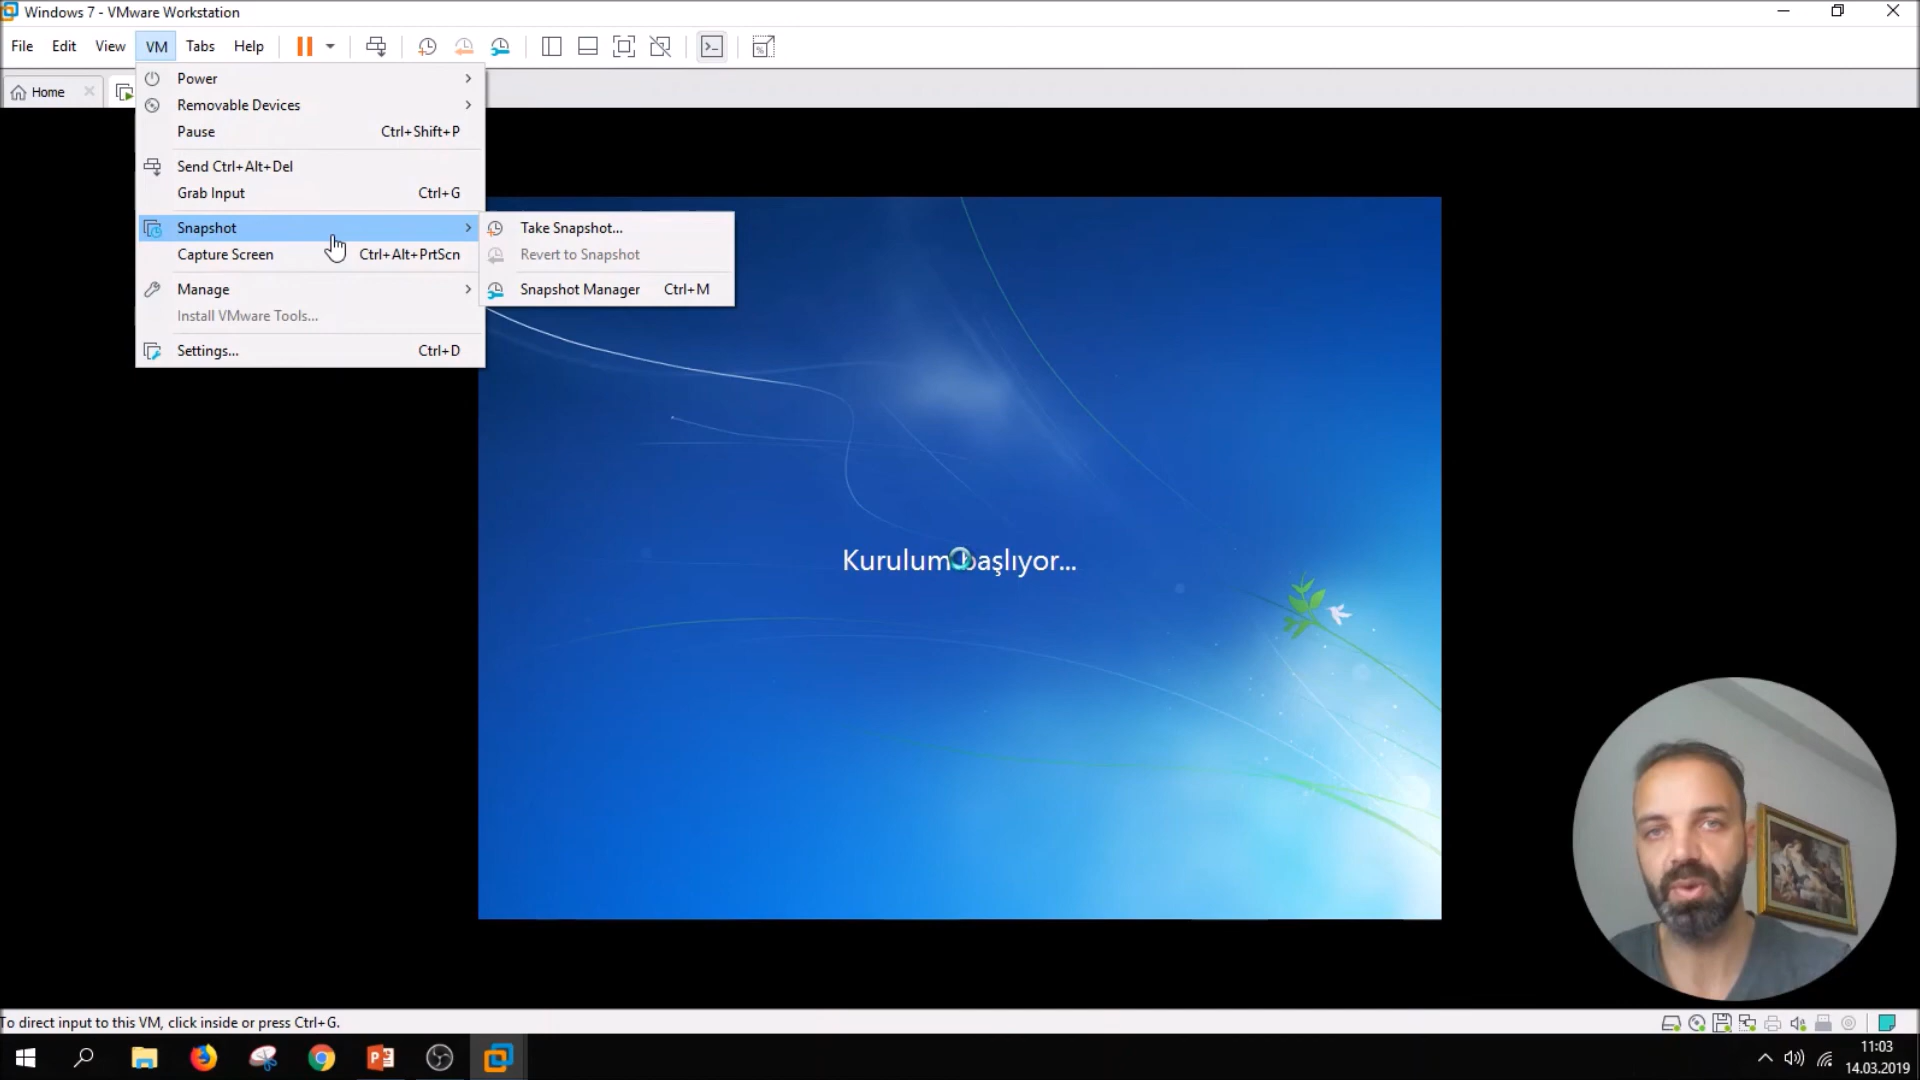 Windows 7 - VMware Workstation
File Edit View VM Tabs Help
Home
Power
Removable Devices
Pause Ctrl+Shift+P
Send Ctrl+Alt+Del
Grab Input Ctrl+G
Snapshot
Capture Screen Ctrl+Alt+PrtScn
Manage
Install VMware Tools...
Settings... Ctrl+D
Take Snapshot...
Revert to Snapshot
Snapshot Manager Ctrl+M
Kurulum başlıyor...
To direct input to this VM, click inside or press Ctrl+G.
11:03
14.03.2019